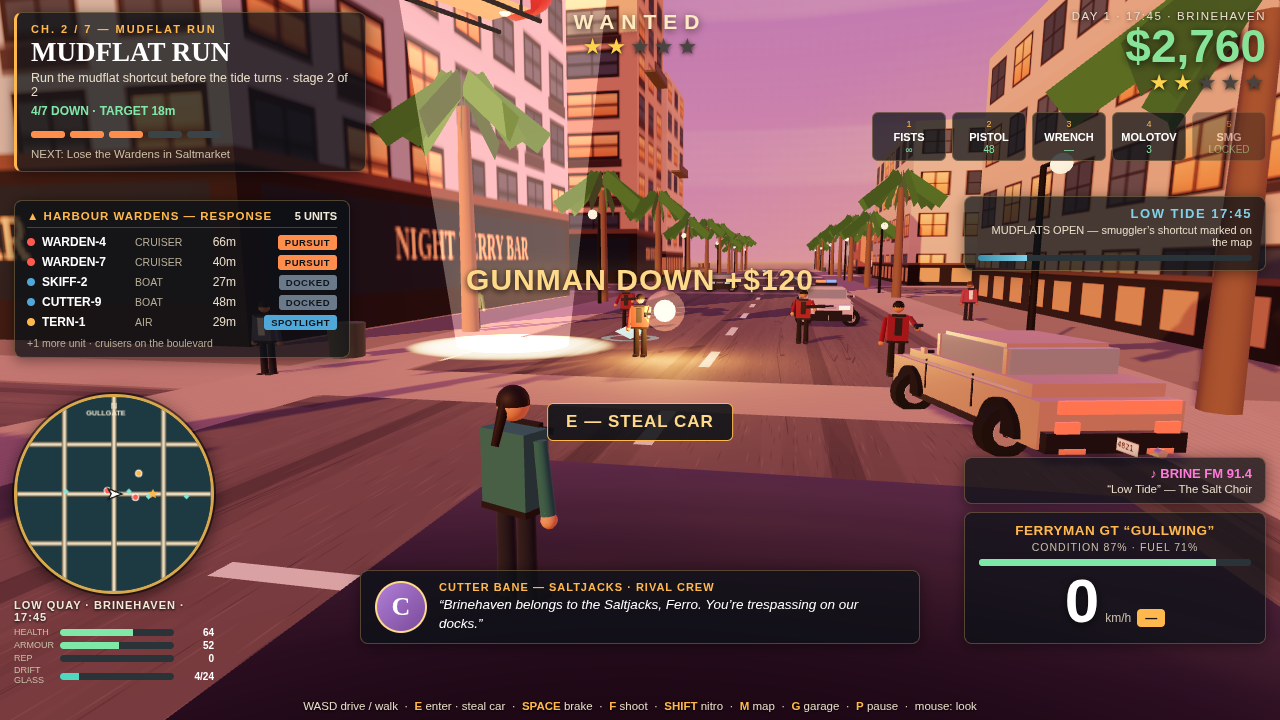 CH. 2 / 7 — MUDFLAT RUN
MUDFLAT RUN
Run the mudflat shortcut before the tide turns · stage 2 of
2
4/7 DOWN · TARGET 18m
NEXT: Lose the Wardens in Saltmarket
WANTED
DAY 1 · 17:45 · BRINEHAVEN
$2,760
1
FISTS
∞
2
PISTOL
48
3
WRENCH
—
4
MOLOTOV
3
5
SMG
LOCKED
▲ HARBOUR WARDENS — RESPONSE 5 UNITS
WARDEN-4 CRUISER 66m PURSUIT
WARDEN-7 CRUISER 40m PURSUIT
SKIFF-2 BOAT 27m DOCKED
CUTTER-9 BOAT 48m DOCKED
TERN-1 AIR 29m SPOTLIGHT
+1 more unit · cruisers on the boulevard
LOW TIDE 17:45
MUDFLATS OPEN — smuggler’s shortcut marked on
the map
NIGHT FERRY BAR
GUNMAN DOWN +$120
E — STEAL CAR
4821
GULLGATE
LOW QUAY · BRINEHAVEN ·
17:45
HEALTH 64
ARMOUR 52
REP 0
DRIFT
GLASS 4/24
♪ BRINE FM 91.4
“Low Tide” — The Salt Choir
FERRYMAN GT “GULLWING”
CONDITION 87% · FUEL 71%
0 km/h —
C
CUTTER BANE — SALTJACKS · RIVAL CREW
“Brinehaven belongs to the Saltjacks, Ferro. You’re trespassing on our
docks.”
WASD drive / walk · E enter · steal car · SPACE brake · F shoot · SHIFT nitro · M map · G garage · P pause · mouse: look